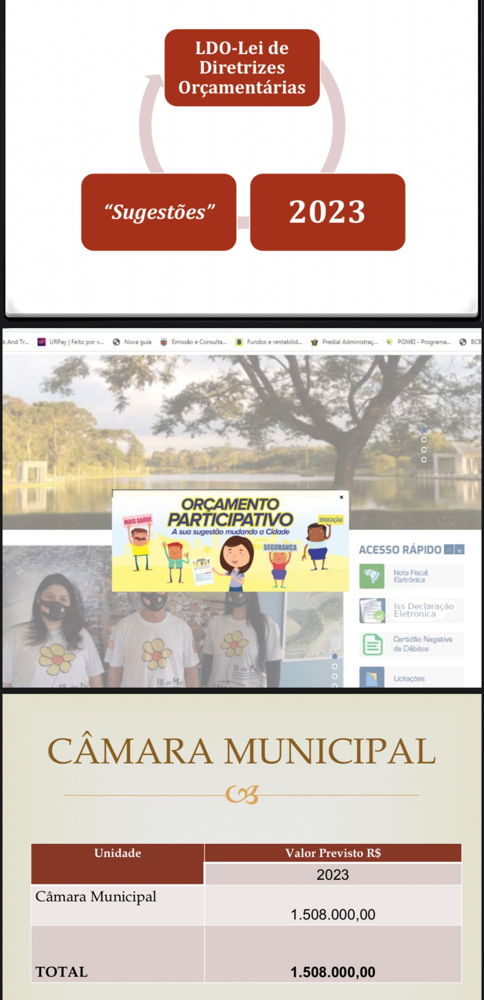 LDO-Lei de
Diretrizes
Orçamentárias
“Sugestões”
2023
k And Tr...
URPay | Feito por v...
Nova guia
Emissão e Consulta...
Fundos e rentabilid...
Predial Administraç...
PGMEI - Programa...
BCB
ORÇAMENTO
PARTICIPATIVO
A sua sugestão mudando a Cidade
MAIS SAÚDE
EDUCAÇÃO
SEGURANÇA
ACESSO RÁPIDO
Nota Fiscal
Eletrônica
Iss Declaração
Eletronica
Certidão Negativa
de Débitos
Licitações
18 de M
18 de M
CÂMARA MUNICIPAL
Unidade
Valor Previsto R$
2023
Câmara Municipal
1.508.000,00
TOTAL
1.508.000,00